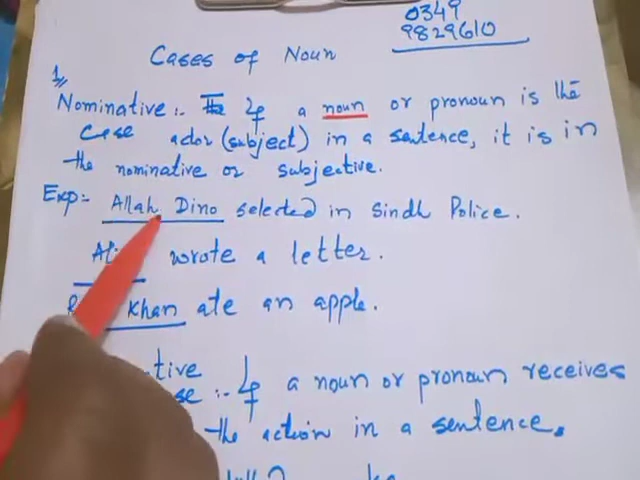 0349
9829610
Cases of Noun
1
Nominative :- If a noun or pronoun is the
Case actor (subject) in a sentence, it is in
the nominative or subjective.
Exp:- Allah Dino selected in Sindh Police.
wrote a letter.
Khan ate an apple.
:- If a noun or pronoun receives
the action in a sentence.